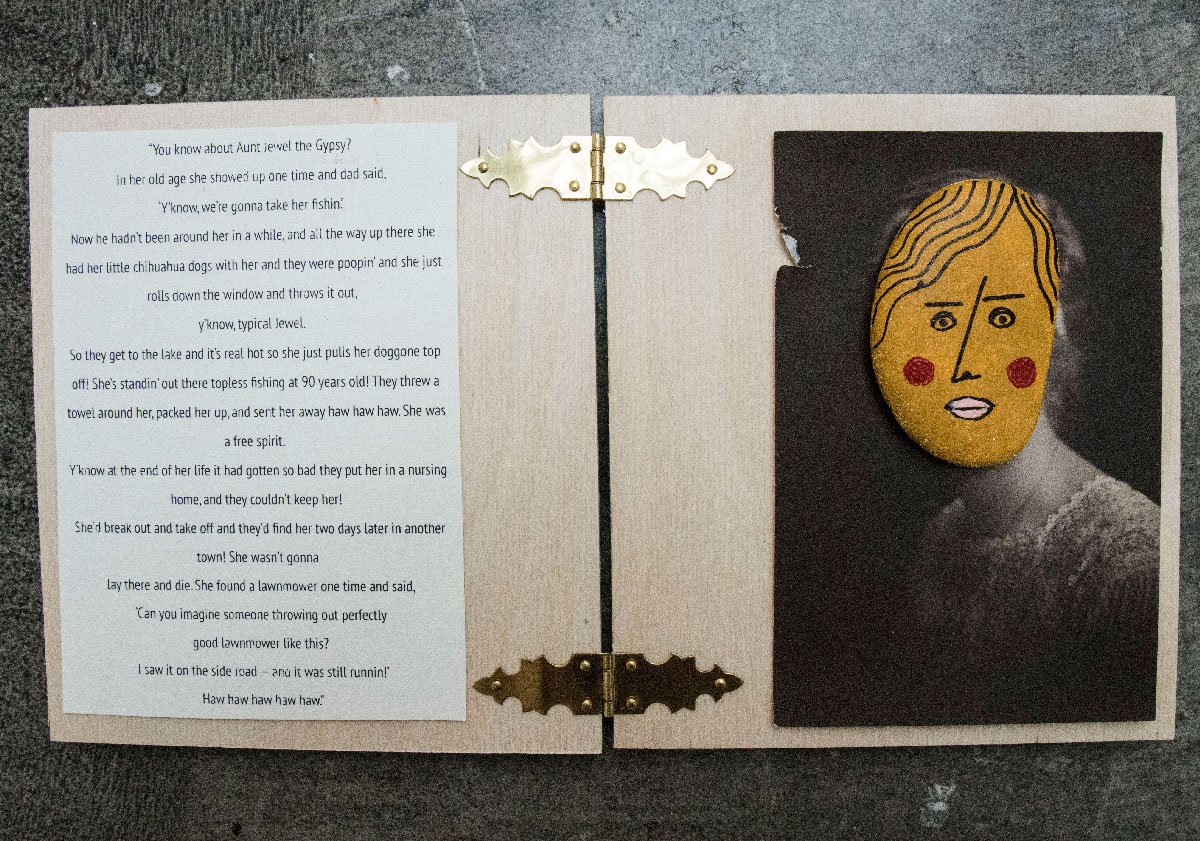 "You know about Aunt Jewel the Gypsy?
In her old age she showed up one time and dad said,
'Y'know, we're gonna take her fishin'.'
Now he hadn't been around her in a while, and all the way up there she
had her little chihuahua dogs with her and they were poopin' and she just
rolls down the window and throws it out,
y'know, typical Jewel.
So they get to the lake and it's real hot so she just pulls her doggone top
off! She's standin' out there topless fishing at 90 years old! They threw a
towel around her, packed her up, and sent her away haw haw haw. She was
a free spirit.
Y'know at the end of her life it had gotten so bad they put her in a nursing
home, and they couldn't keep her!
She'd break out and take off and they'd find her two days later in another
town! She wasn't gonna
lay there and die. She found a lawnmower one time and said,
'Can you imagine someone throwing out perfectly
good lawnmower like this?
I saw it on the side road – and it was still runnin!'
Haw haw haw haw haw."